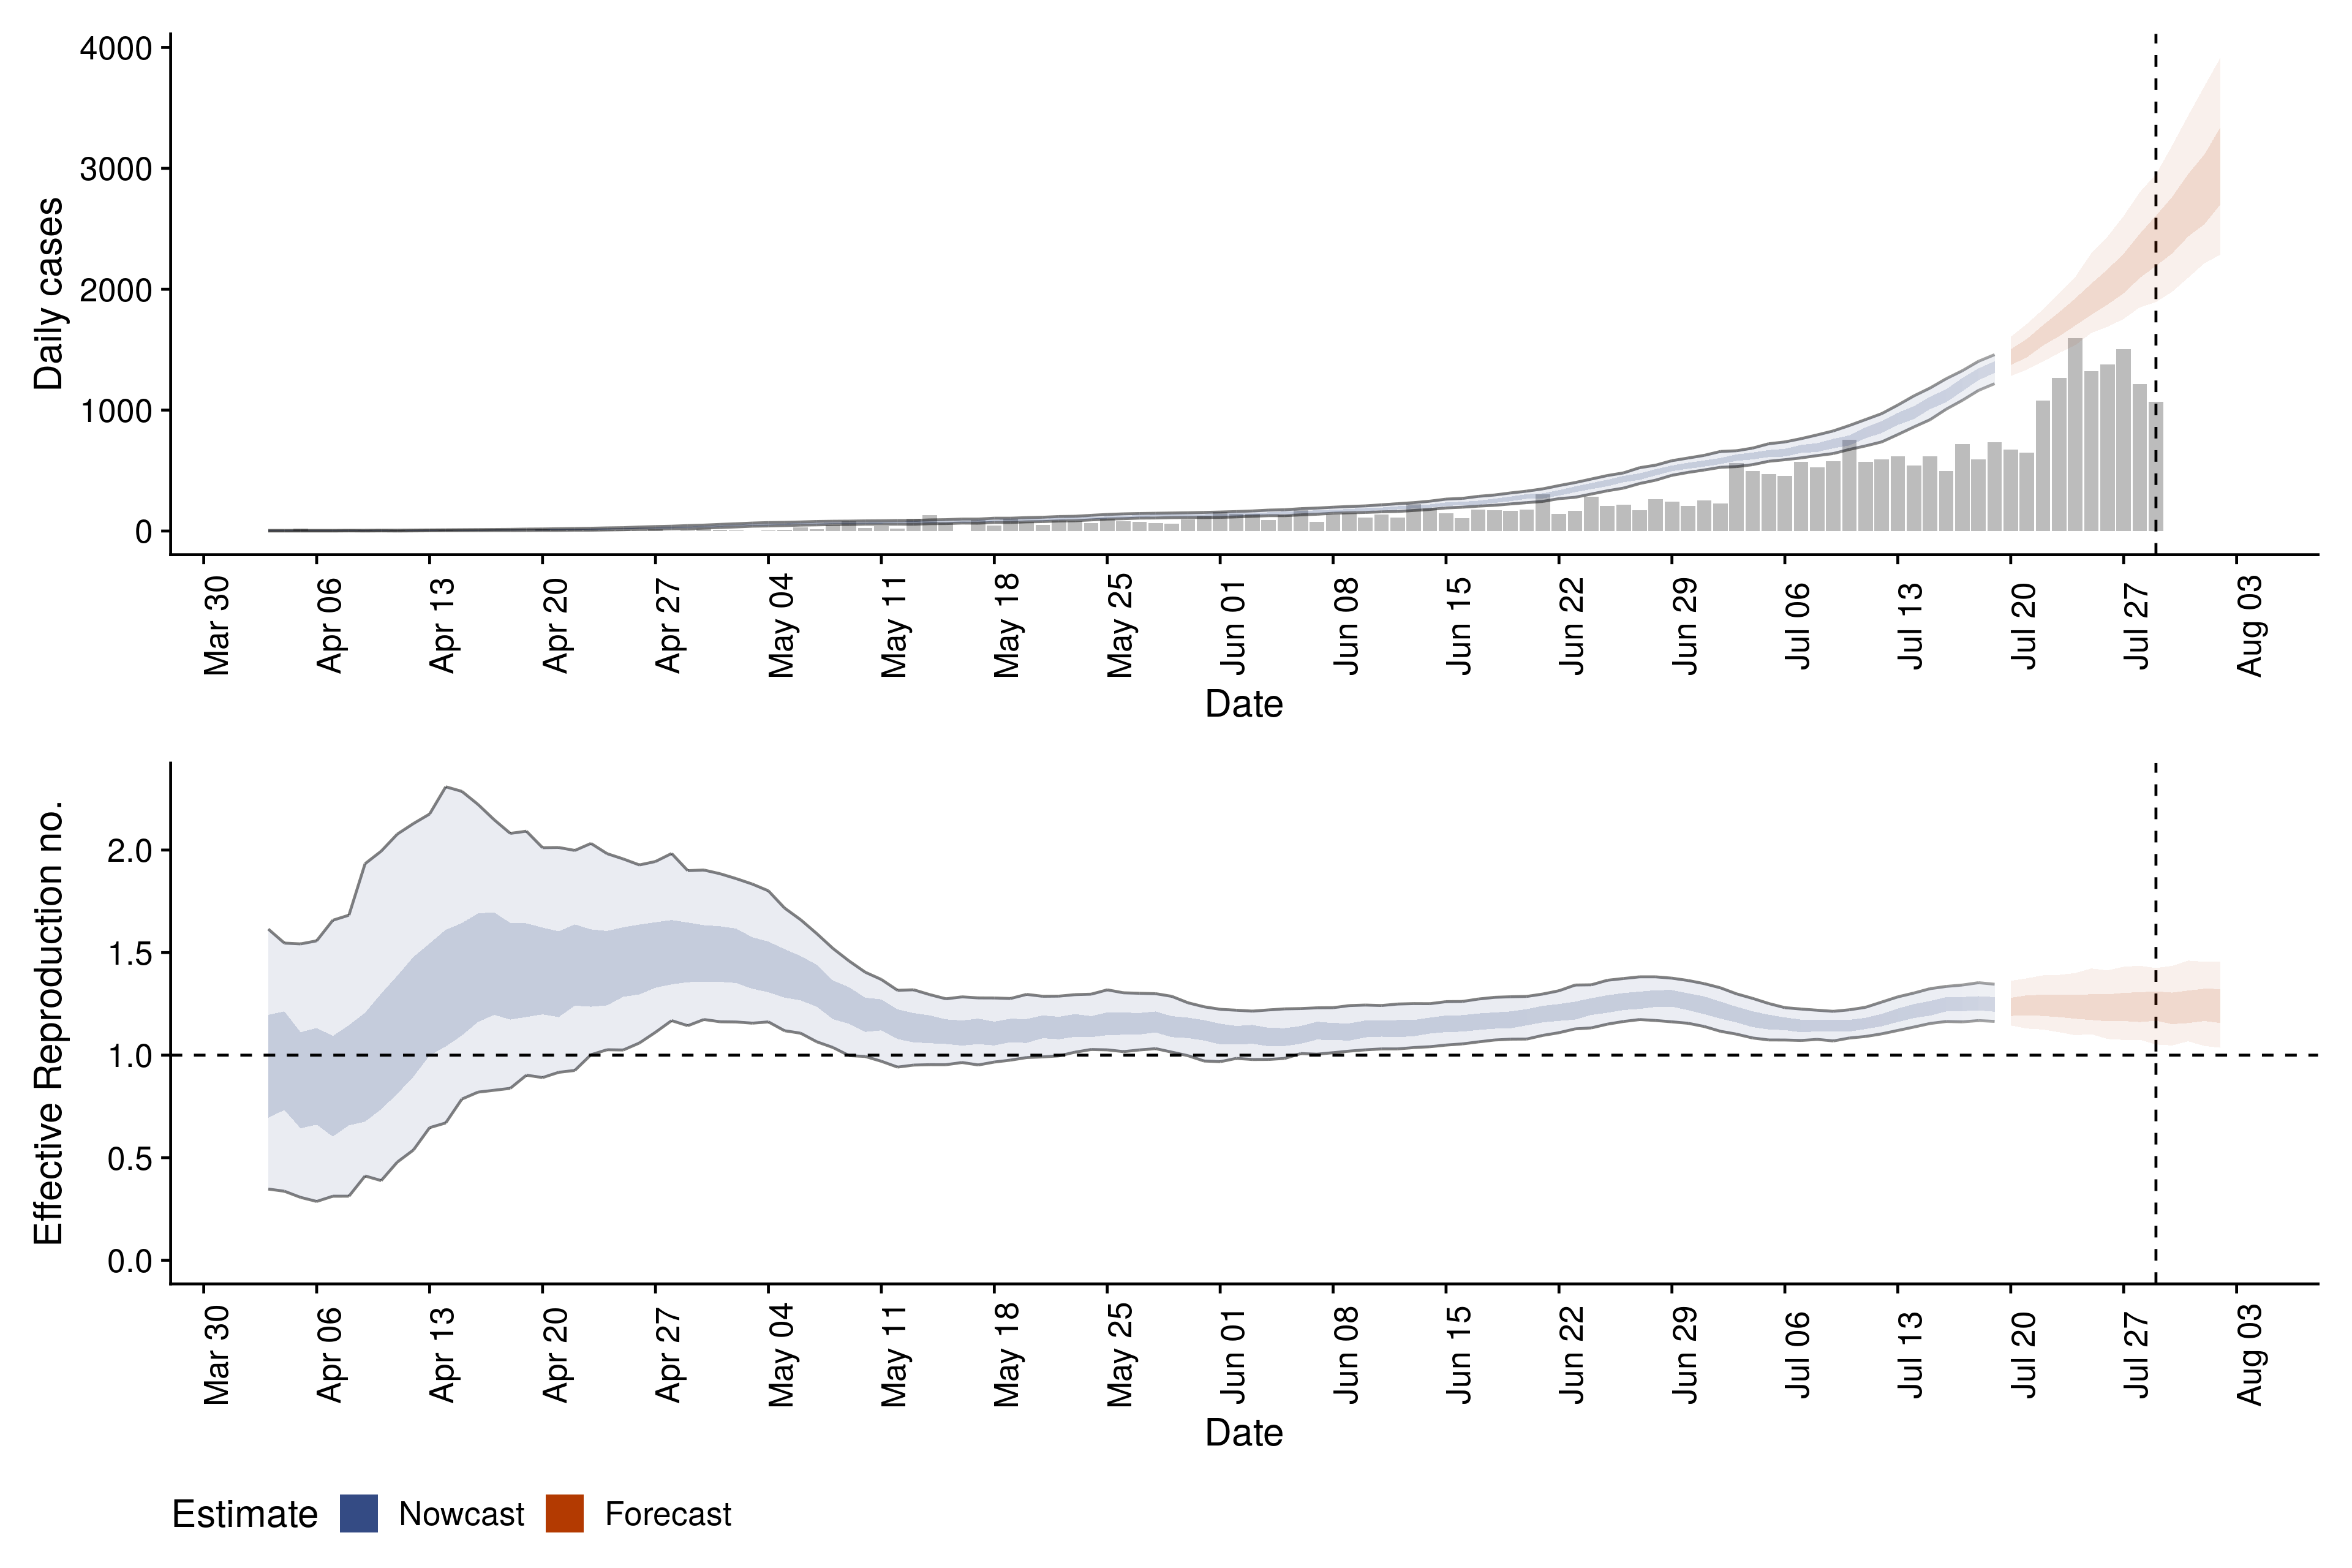 4000
3000
2000
1000
0
Daily cases
Mar 30 Apr 06 Apr 13 Apr 20 Apr 27 May 04 May 11 May 18 May 25 Jun 01 Jun 08 Jun 15 Jun 22 Jun 29 Jul 06 Jul 13 Jul 20 Jul 27 Aug 03
Date
2.0
1.5
1.0
0.5
0.0
Effective Reproduction no.
Mar 30 Apr 06 Apr 13 Apr 20 Apr 27 May 04 May 11 May 18 May 25 Jun 01 Jun 08 Jun 15 Jun 22 Jun 29 Jul 06 Jul 13 Jul 20 Jul 27 Aug 03
Date
Estimate Nowcast Forecast